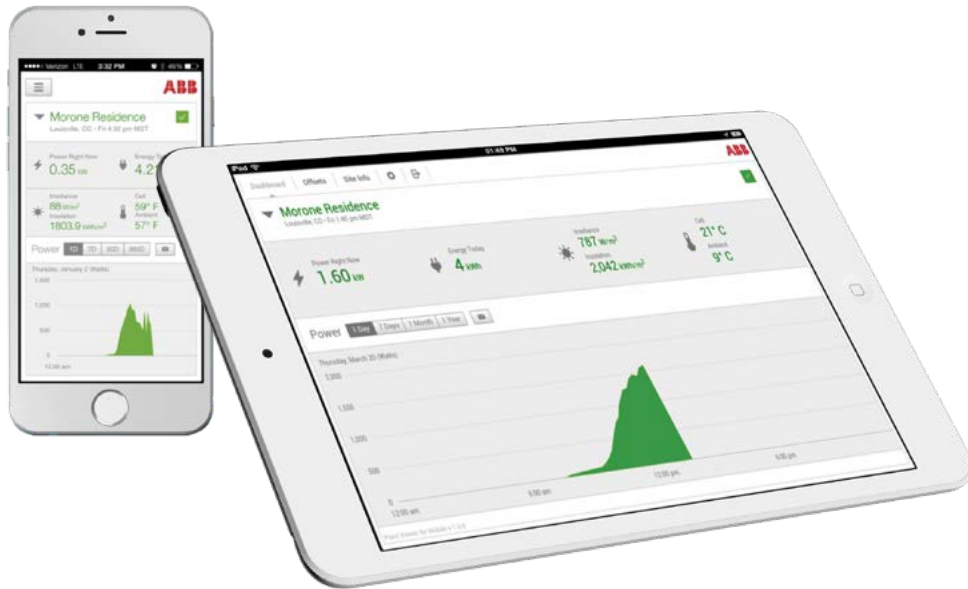 Verizon LTE 3:32 PM 46%
ABB
Morone Residence
Louisville, CO - Fri 4:32 pm MST
Power Right Now
0.35 kW
Energy
4.2
Irradiance
88 W/m²
Insolation
1803.9 kWh/m²
Cell
59° F
Ambient
57° F
Power 1D 7D 30D 365D
Thursday, January 2 (Watts)
1,500
1,000
500
0
12:00 am
iPad 01:48 PM
ABB
Dashboard Offsets Site Info
Morone Residence
Louisville, CO - Fri 1:40 pm MST
Power Right Now
1.60 kW
Energy Today
4 kWh
Irradiance
787 W/m²
Insolation
2,042 kWh/m²
Cell
21° C
Ambient
9° C
Power 1 Day 7 Days 1 Month 1 Year
Thursday, March 20 (Watts)
2,000
1,500
1,000
500
0
12:00 am
6:00 am
12:00 pm
6:00 pm